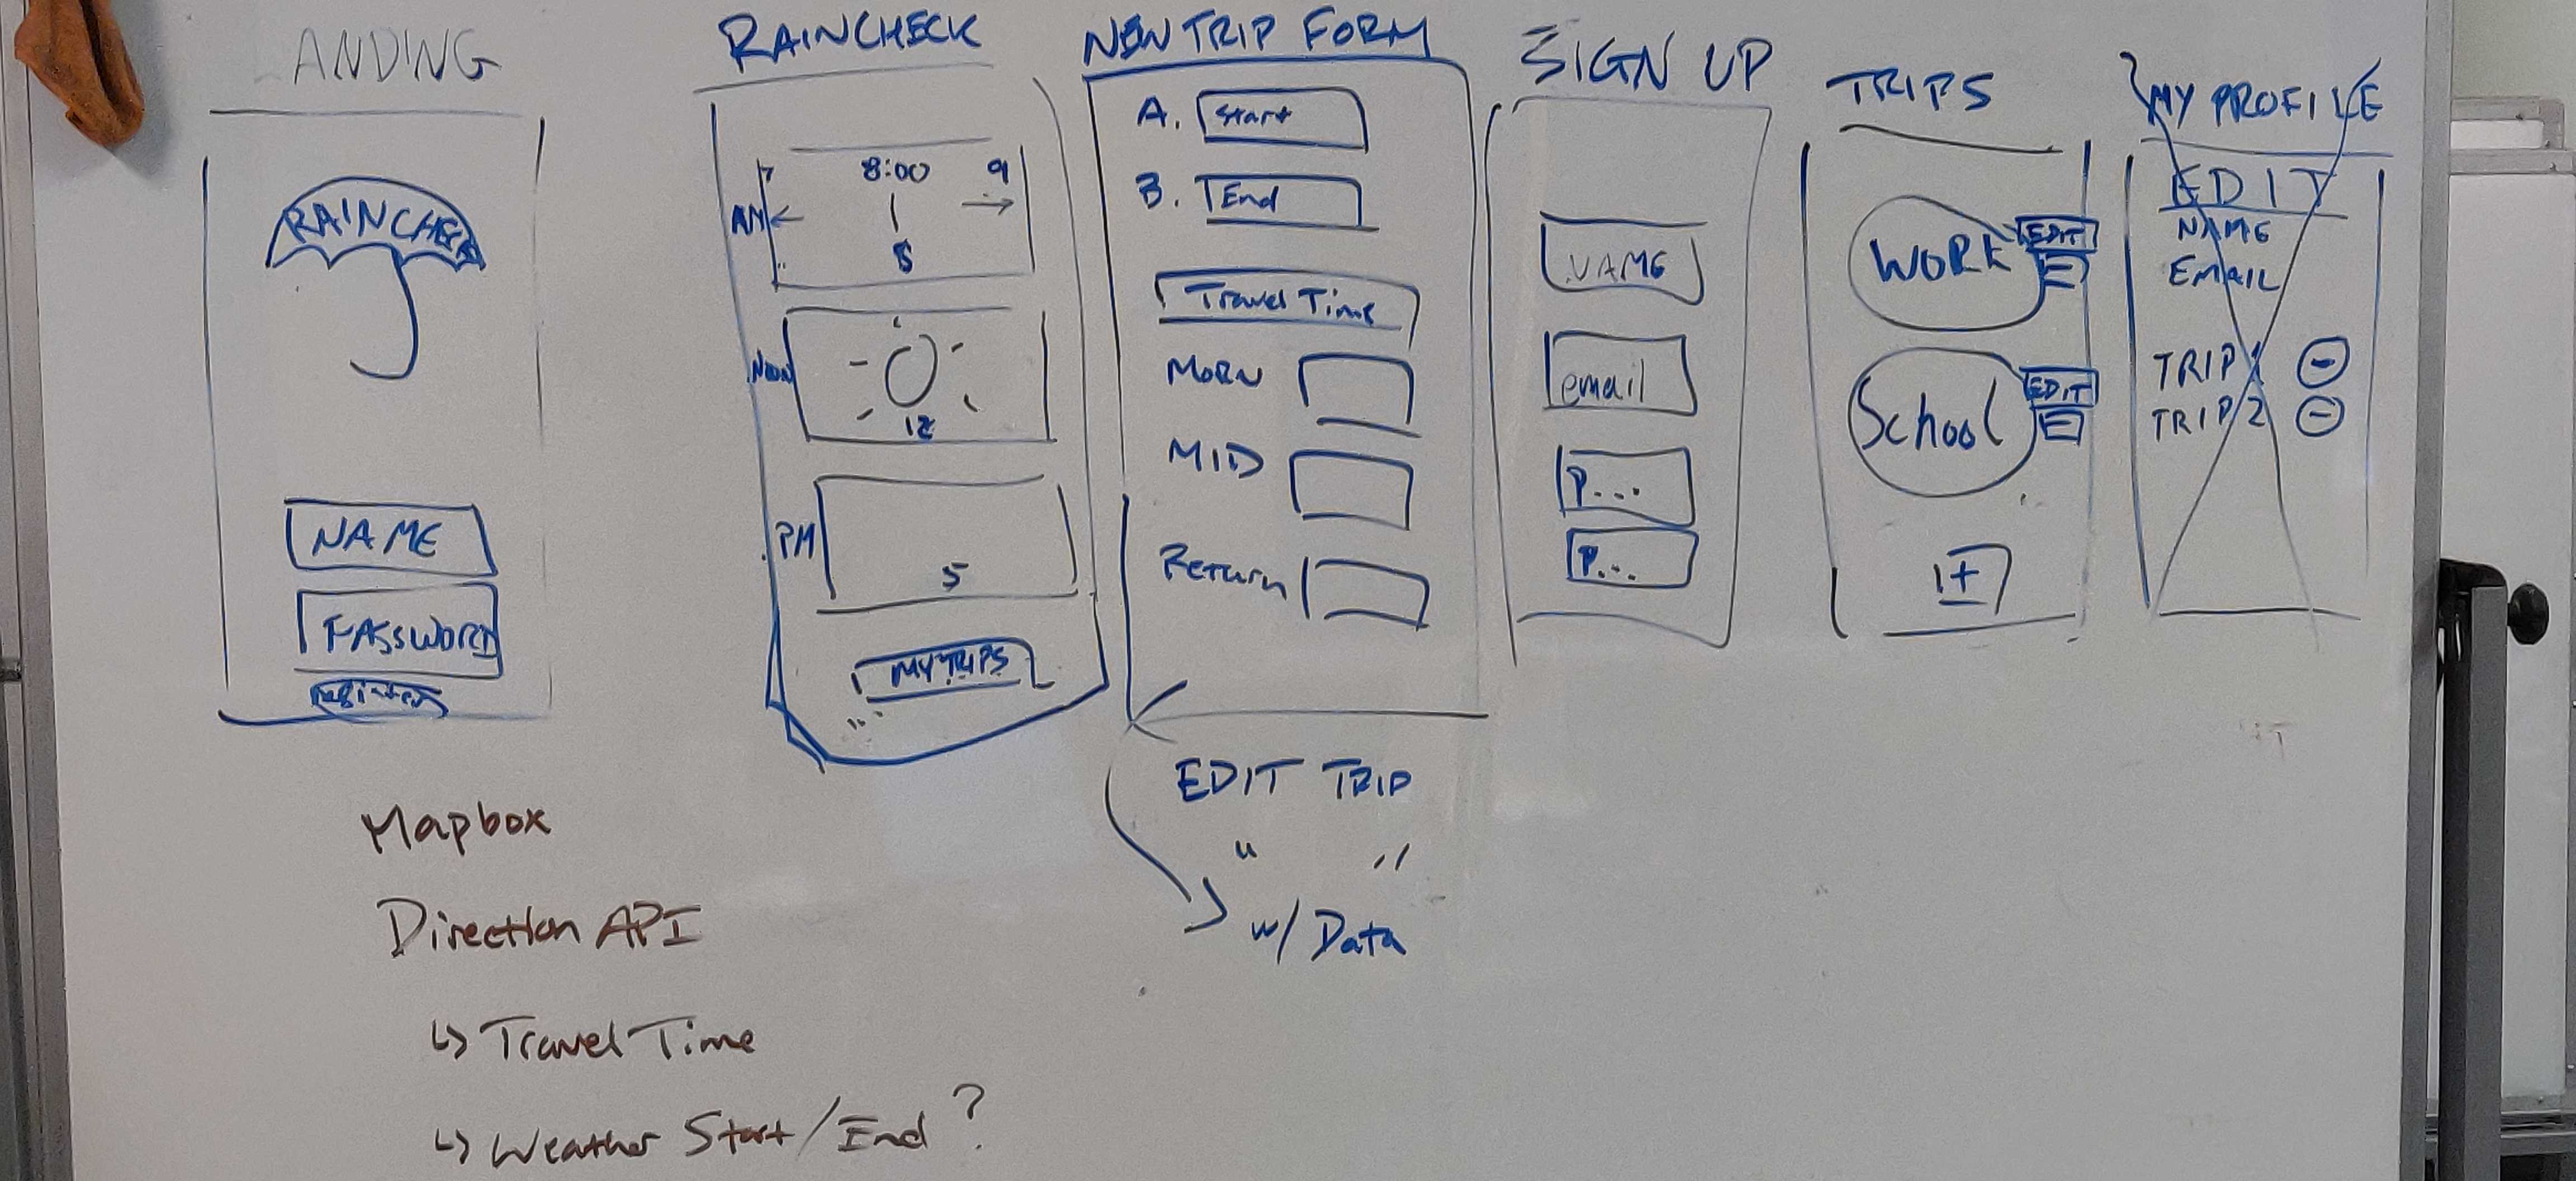 ANDING
RAINCHECK
NAME
PASSWORD
RAINCHECK
7 8:00 9
AM
8
NOON
12
PM
5
MY TRIPS
NEW TRIP FORM
A. Start
B. End
Travel Time
MORN
MID
Return
EDIT TRIP
" "
w/ Data
SIGN UP
NAME
email
P...
P...
TRIPS
WORK
EDIT
School
EDIT
+
MY PROFILE
EDIT
NAME
EMAIL
TRIP 1 -
TRIP 2 -
Mapbox
Direction API
↳ Travel Time
↳ Weather Start/End ?